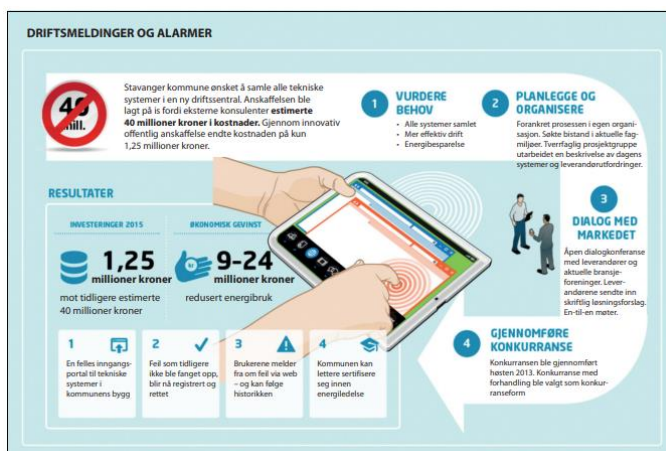 DRIFTSMELDINGER OG ALARMER
40
mill.
Stavanger kommune ønsket å samle alle tekniske
systemer i en ny driftssentral. Anskaffelsen ble
lagt på is fordi eksterne konsulenter estimerte
40 millioner kroner i kostnader. Gjennom innovativ
offentlig anskaffelse endte kostnaden på kun
1,25 millioner kroner.
1
VURDERE
BEHOV
• Alle systemer samlet
• Mer effektiv drift
• Energibesparelse
2
PLANLEGGE OG
ORGANISERE
Forankret prosessen i egen organi-
sasjon. Søkte bistand i aktuelle fag-
miljøer. Tverrfaglig prosjektgruppe
utarbeidet en beskrivelse av dagens
systemer og leverandørutfordringer.
3
DIALOG MED
MARKEDET
Åpen dialogkonferanse
med leverandører og
aktuelle bransje-
foreninger. Lever-
andørene sendte inn
skriftlig løsningsforslag.
En-til-en møter.
4
GJENNOMFØRE
KONKURRANSE
Konkurransen ble gjennomført
høsten 2013. Konkurranse med
forhandling ble valgt som konkur-
ranseform
RESULTATER
INVESTERINGER 2015
1,25
millioner kroner
mot tidligere estimerte
40 millioner kroner
ØKONOMISK GEVINST
kr
9-24
millioner kroner
redusert energibruk
1
En felles inngangs-
portal til tekniske
systemer i
kommunens bygg
2
Feil som tidligere
ikke ble fanget opp,
blir nå registrert og
rettet
3
Brukerene melder
fra om feil via web
– og kan følge
historikken
4
Kommunen kan
lettere sertifisere
seg innen
energiledelse